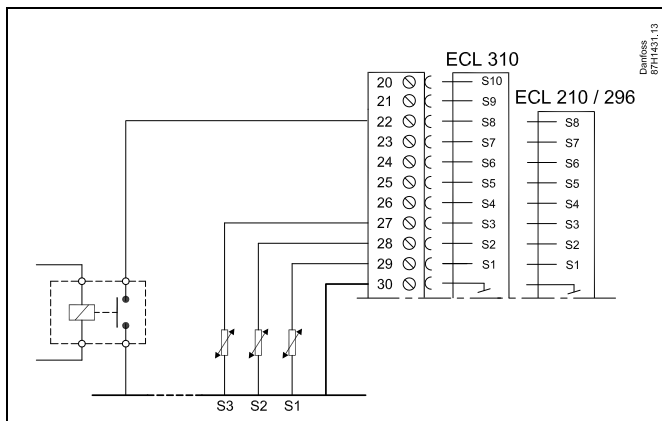 Danfoss
87H1431.13
ECL 310
ECL 210 / 296
20 S10
21 S9
22 S8 S8
23 S7 S7
24 S6 S6
25 S5 S5
26 S4 S4
27 S3 S3
28 S2 S2
29 S1 S1
30
S3 S2 S1